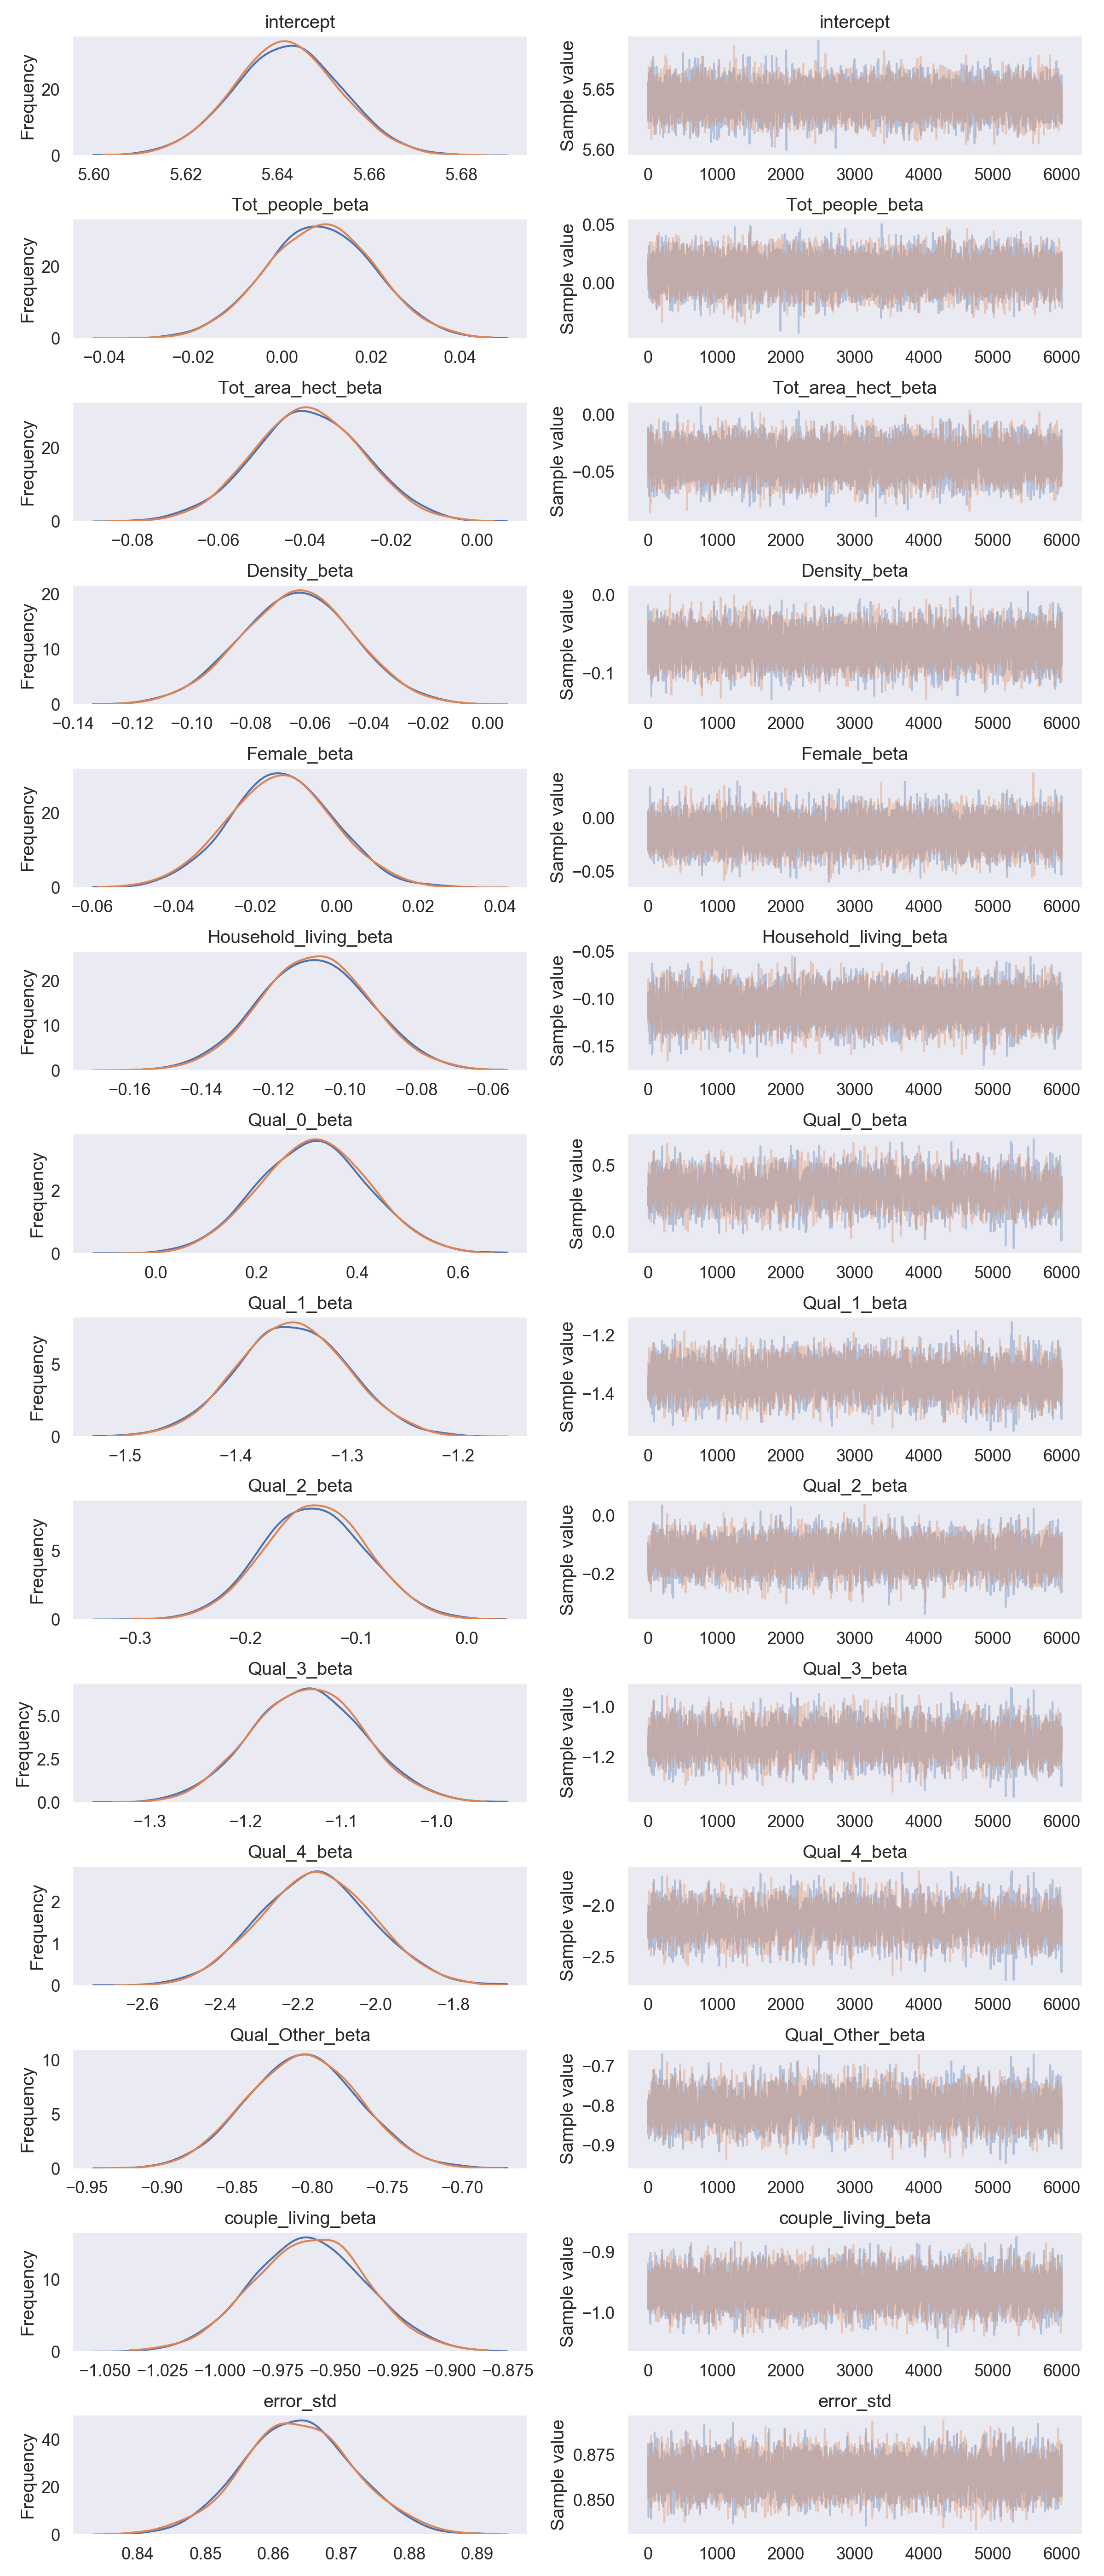 intercept
intercept
Frequency
20
0
5.60 5.62 5.64 5.66 5.68
Sample value
5.65
5.60
0 1000 2000 3000 4000 5000 6000
Tot_people_beta
Tot_people_beta
Frequency
20
0
−0.04 −0.02 0.00 0.02 0.04
Sample value
0.05
0.00
0 1000 2000 3000 4000 5000 6000
Tot_area_hect_beta
Tot_area_hect_beta
Frequency
20
0
−0.08 −0.06 −0.04 −0.02 0.00
Sample value
0.00
−0.05
0 1000 2000 3000 4000 5000 6000
Density_beta
Density_beta
Frequency
20
10
0
−0.14 −0.12 −0.10 −0.08 −0.06 −0.04 −0.02 0.00
Sample value
0.0
−0.1
0 1000 2000 3000 4000 5000 6000
Female_beta
Female_beta
Frequency
20
0
−0.06 −0.04 −0.02 0.00 0.02 0.04
Sample value
0.00
−0.05
0 1000 2000 3000 4000 5000 6000
Household_living_beta
Household_living_beta
Frequency
20
10
0
−0.16 −0.14 −0.12 −0.10 −0.08 −0.06
Sample value
−0.05
−0.10
−0.15
0 1000 2000 3000 4000 5000 6000
Qual_0_beta
Qual_0_beta
Frequency
2
0
0.0 0.2 0.4 0.6
Sample value
0.5
0.0
0 1000 2000 3000 4000 5000 6000
Qual_1_beta
Qual_1_beta
Frequency
5
0
−1.5 −1.4 −1.3 −1.2
Sample value
−1.2
−1.4
0 1000 2000 3000 4000 5000 6000
Qual_2_beta
Qual_2_beta
Frequency
5
0
−0.3 −0.2 −0.1 0.0
Sample value
0.0
−0.2
0 1000 2000 3000 4000 5000 6000
Qual_3_beta
Qual_3_beta
Frequency
5.0
2.5
0.0
−1.3 −1.2 −1.1 −1.0
Sample value
−1.0
−1.2
0 1000 2000 3000 4000 5000 6000
Qual_4_beta
Qual_4_beta
Frequency
2
1
0
−2.6 −2.4 −2.2 −2.0 −1.8
Sample value
−2.0
−2.5
0 1000 2000 3000 4000 5000 6000
Qual_Other_beta
Qual_Other_beta
Frequency
10
5
0
−0.95 −0.90 −0.85 −0.80 −0.75 −0.70
Sample value
−0.7
−0.8
−0.9
0 1000 2000 3000 4000 5000 6000
couple_living_beta
couple_living_beta
Frequency
10
0
−1.050 −1.025 −1.000 −0.975 −0.950 −0.925 −0.900 −0.875
Sample value
−0.9
−1.0
0 1000 2000 3000 4000 5000 6000
error_std
error_std
Frequency
40
20
0
0.84 0.85 0.86 0.87 0.88 0.89
Sample value
0.875
0.850
0 1000 2000 3000 4000 5000 6000